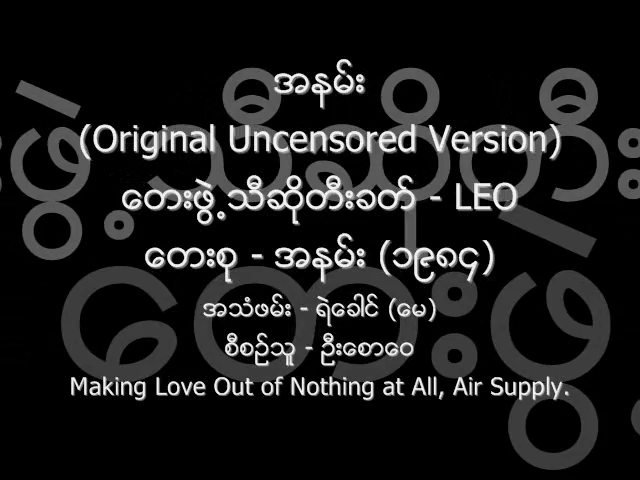 အနမ်း
(Original Uncensored Version)
တေးဖွဲ့သီဆိုတီးခတ် - LEO
တေးစု - အနမ်း (၁၉၈၄)
အသံဖမ်း - ရဲခေါင် (မေ)
စီစဉ်သူ - ဦးစောဝေ
Making Love Out of Nothing at All, Air Supply.